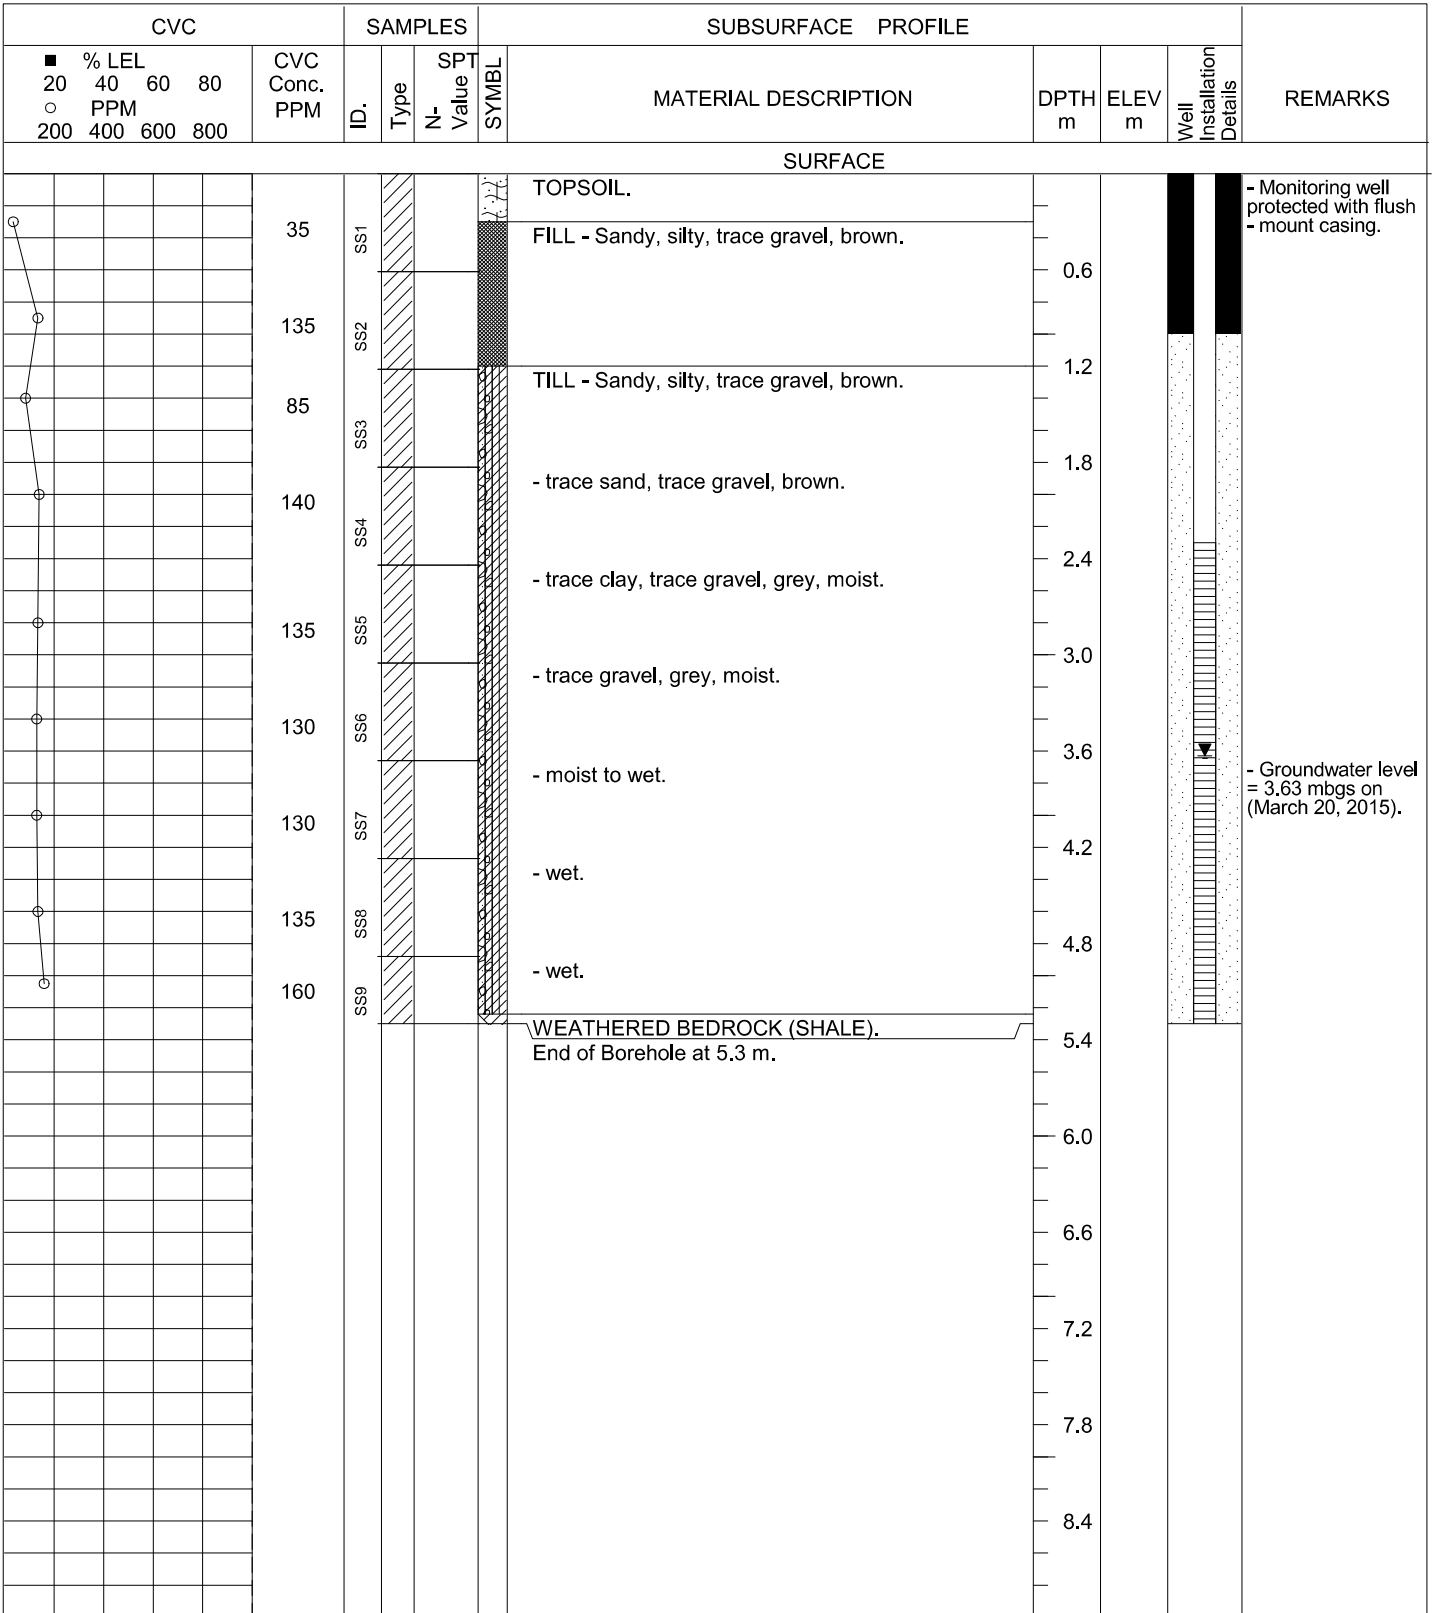 CVC
SAMPLES
SUBSURFACE PROFILE
■ % LEL
20 40 60 80
○ PPM
200 400 600 800
CVC
Conc.
PPM
ID.
Type
SPT
N-
Value
SYMBL
MATERIAL DESCRIPTION
DPTH
m
ELEV
m
Well
Installation
Details
REMARKS
SURFACE
TOPSOIL.
- Monitoring well
protected with flush
- mount casing.
35
SS1
FILL - Sandy, silty, trace gravel, brown.
0.6
135
SS2
1.2
TILL - Sandy, silty, trace gravel, brown.
85
SS3
1.8
- trace sand, trace gravel, brown.
140
SS4
2.4
- trace clay, trace gravel, grey, moist.
135
SS5
3.0
- trace gravel, grey, moist.
130
SS6
3.6
- moist to wet.
- Groundwater level
= 3.63 mbgs on
(March 20, 2015).
130
SS7
4.2
- wet.
135
SS8
4.8
- wet.
160
SS9
WEATHERED BEDROCK (SHALE).
5.4
End of Borehole at 5.3 m.
6.0
6.6
7.2
7.8
8.4